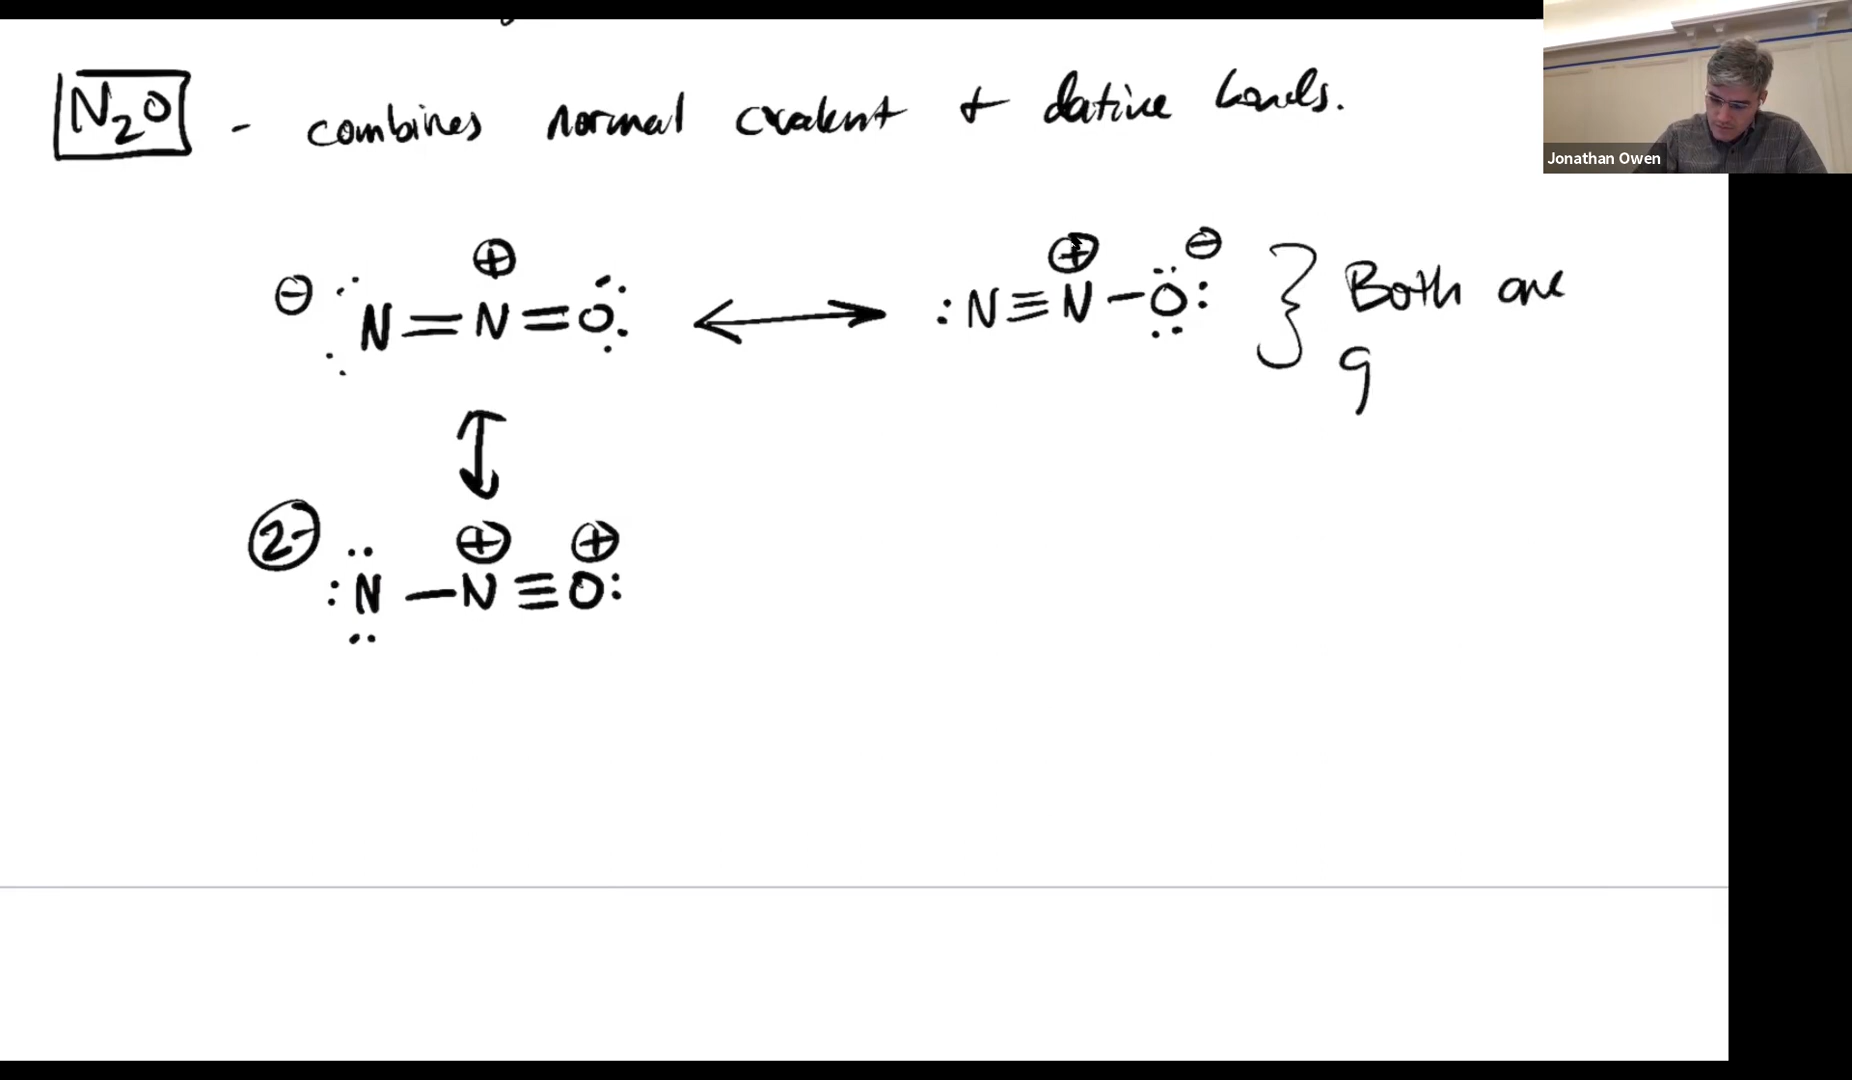 N₂O - combines normal covalent + dative bonds.
Jonathan Owen
⊖ :N̈=N⊕=Ö: ⟷ :N≡N⊕-Ö:⊖ } Both are
g
↕
2- :N̈-N⊕≡O⊕: